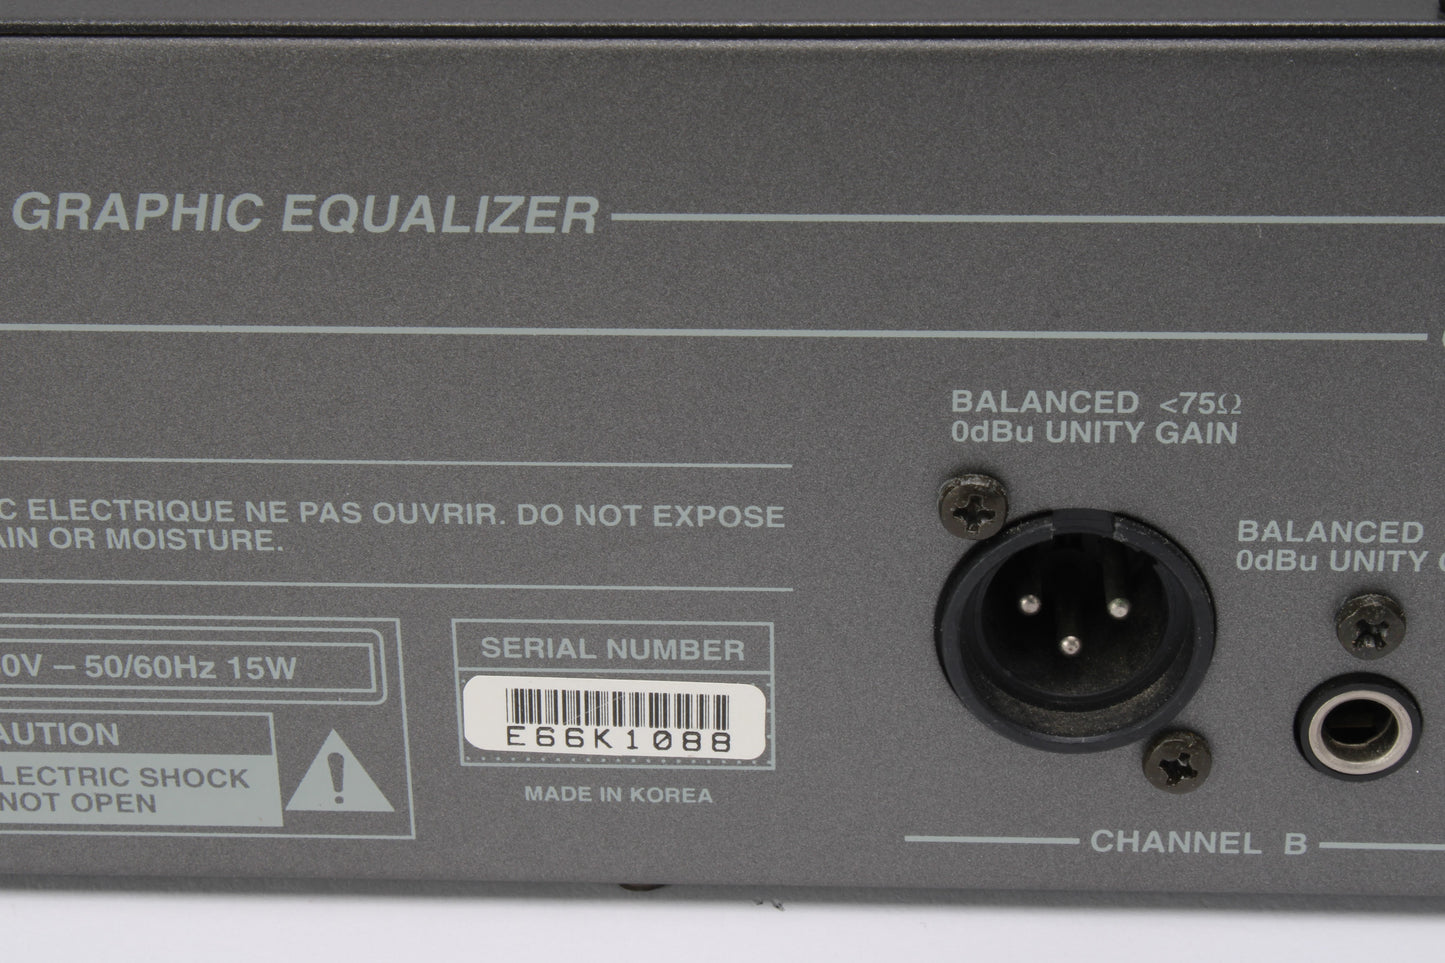 GRAPHIC EQUALIZER
BALANCED <75Ω
0dBu UNITY GAIN
C ELECTRIQUE NE PAS OUVRIR. DO NOT EXPOSE
AIN OR MOISTURE.
BALANCED
0dBu UNITY
0V – 50/60Hz 15W
SERIAL NUMBER
E66K1088
MADE IN KOREA
AUTION
LECTRIC SHOCK
NOT OPEN
!
CHANNEL B